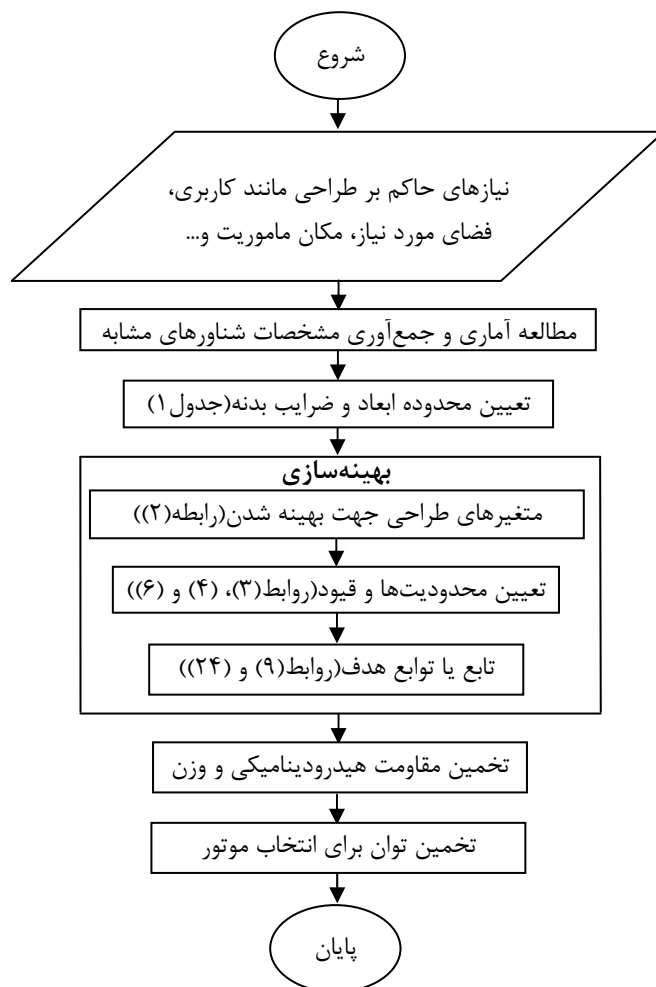 شروع
نیازهای حاکم بر طراحی مانند کاربری،
فضای مورد نیاز، مکان ماموریت و...
مطالعه آماری و جمع‌آوری مشخصات شناورهای مشابه
تعیین محدوده ابعاد و ضرایب بدنه(جدول۱)
بهینه‌سازی
متغیرهای طراحی جهت بهینه شدن(رابطه(۲))
تعیین محدودیت‌ها و قیود(روابط(۳)، (۴) و (۶))
تابع یا توابع هدف(روابط(۹) و (۲۴))
تخمین مقاومت هیدرودینامیکی و وزن
تخمین توان برای انتخاب موتور
پایان